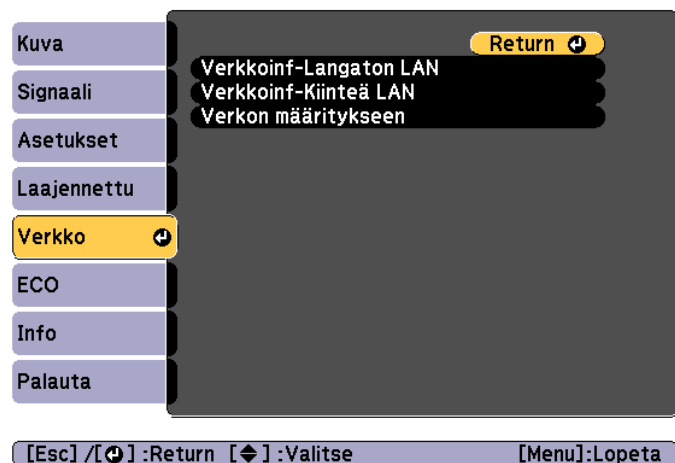 Kuva
Signaali
Asetukset
Laajennettu
Verkko
ECO
Info
Palauta
Return
Verkkoinf-Langaton LAN
Verkkoinf-Kiinteä LAN
Verkon määritykseen
[Esc] /[⏎] :Return [◆] :Valitse [Menu]:Lopeta